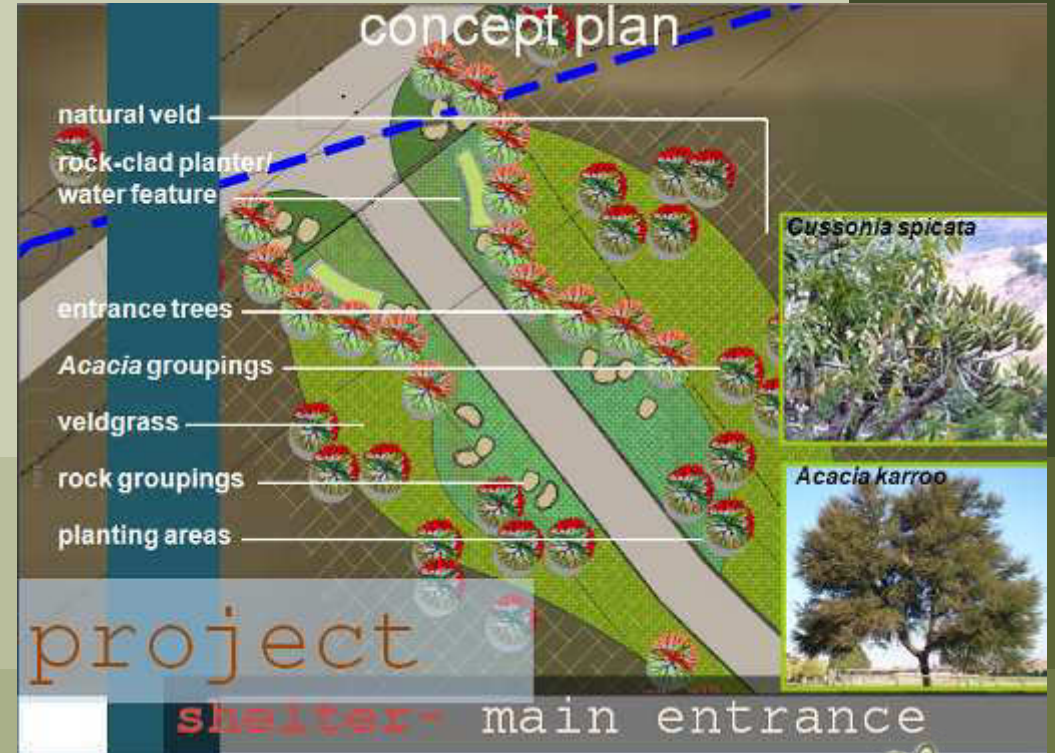 concept plan
natural veld
rock-clad planter/
water feature
entrance trees
Acacia groupings
veldgrass
rock groupings
planting areas
Cussonia spicata
Acacia karroo
project
shelter- main entrance